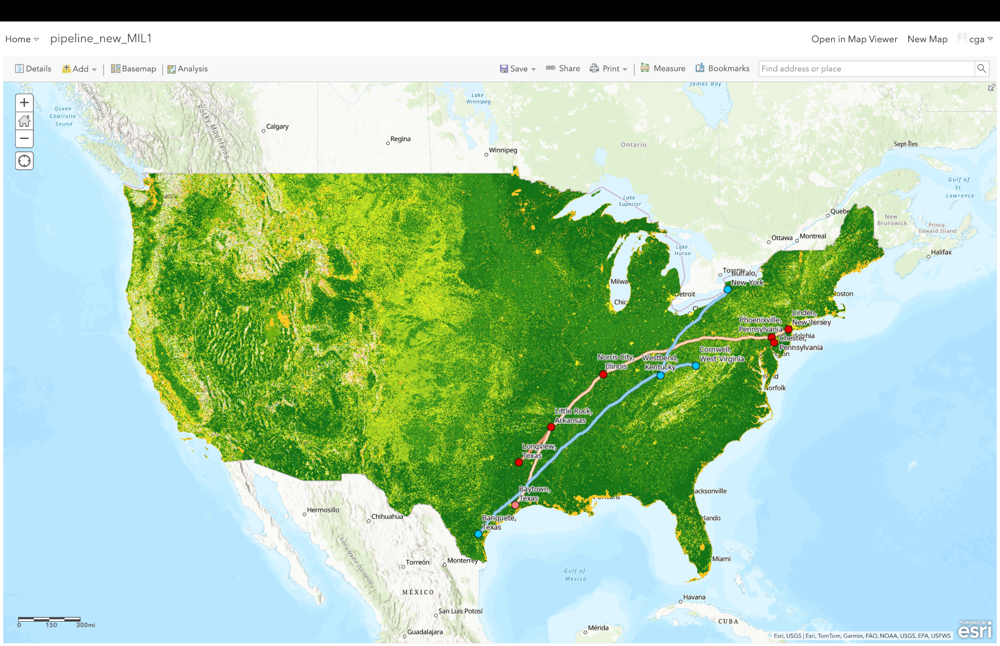 Home
pipeline_new_MIL1
Open in Map Viewer
New Map
cga
Details
Add
Basemap
Analysis
Save
Share
Print
Measure
Bookmarks
Find address or place
James Bay
Coast Mountains
Queen
Charlotte
Sound
Rocky Mountains
Lake
Winnipeg
Calgary
Regina
Winnipeg
Ontario
Sept-Îles
Gulf of
St.
Lawrence
Lake
Superior
Quebe
New
Brunswick
Prince
Edward Island
Ottawa
Montreal
Halifax
Lake
Huron
Buffalo,
New York
Milwa
Detroit
Boston
Chic
Linden,
New Jersey
Phoenixville,
Pennsylvania
Chester,
Pennsylvania
Cornwell,
West Virginia
Norris City,
Illinois
Westbend,
Kentucky
Norfolk
Little Rock,
Arkansas
Longview,
Texas
Baytown,
Texas
acksonville
Banquete,
Texas
rlando
Hermosillo
Chihuahua
Sierra Madre Occidental
Miami
Torreón
Monterrey
Gulf of
Mexico
MÉXICO
Havana
San Luis Potosí
CUBA
Mérida
Guadalajara
0 150 300mi
Esri, USGS | Esri, TomTom, Garmin, FAO, NOAA, USGS, EPA, USFWS
POWERED BY
esri